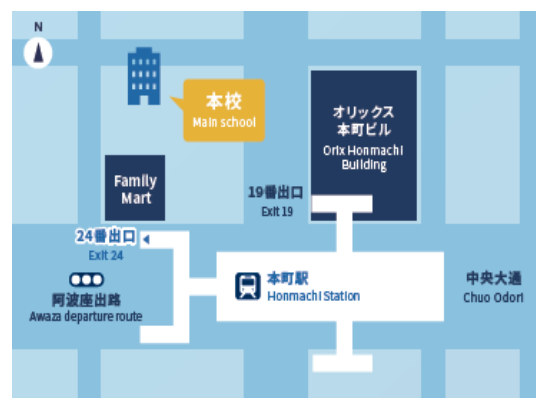 N
本校
Main school
オリックス
本町ビル
Orix Honmachi
Building
Family
Mart
19番出口
Exit 19
24番出口
Exit 24
本町駅
Honmachi Station
中央大通
Chuo Odori
阿波座出路
Awaza departure route